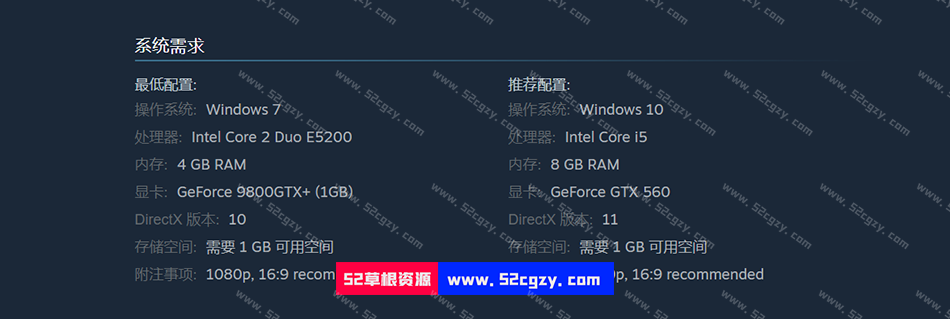 系统需求
最低配置:
操作系统: Windows 7
处理器: Intel Core 2 Duo E5200
内存: 4 GB RAM
显卡: GeForce 9800GTX+ (1GB)
DirectX 版本: 10
存储空间: 需要 1 GB 可用空间
附注事项: 1080p, 16:9 recom
推荐配置:
操作系统: Windows 10
处理器: Intel Core i5
内存: 8 GB RAM
显卡: GeForce GTX 560
DirectX 版本: 11
存储空间: 需要 1 GB 可用空间
p, 16:9 recommended
52草根资源 www.52cgzy.com